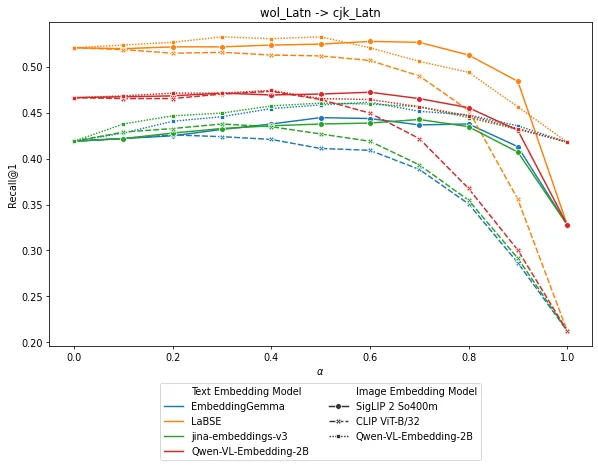 wol_Latn -> cjk_Latn
Recall@1
0.50
0.45
0.40
0.35
0.30
0.25
0.20
0.0 0.2 0.4 0.6 0.8 1.0
α
Text Embedding Model
EmbeddingGemma
LaBSE
jina-embeddings-v3
Qwen-VL-Embedding-2B
Image Embedding Model
SigLIP 2 So400m
CLIP ViT-B/32
Qwen-VL-Embedding-2B